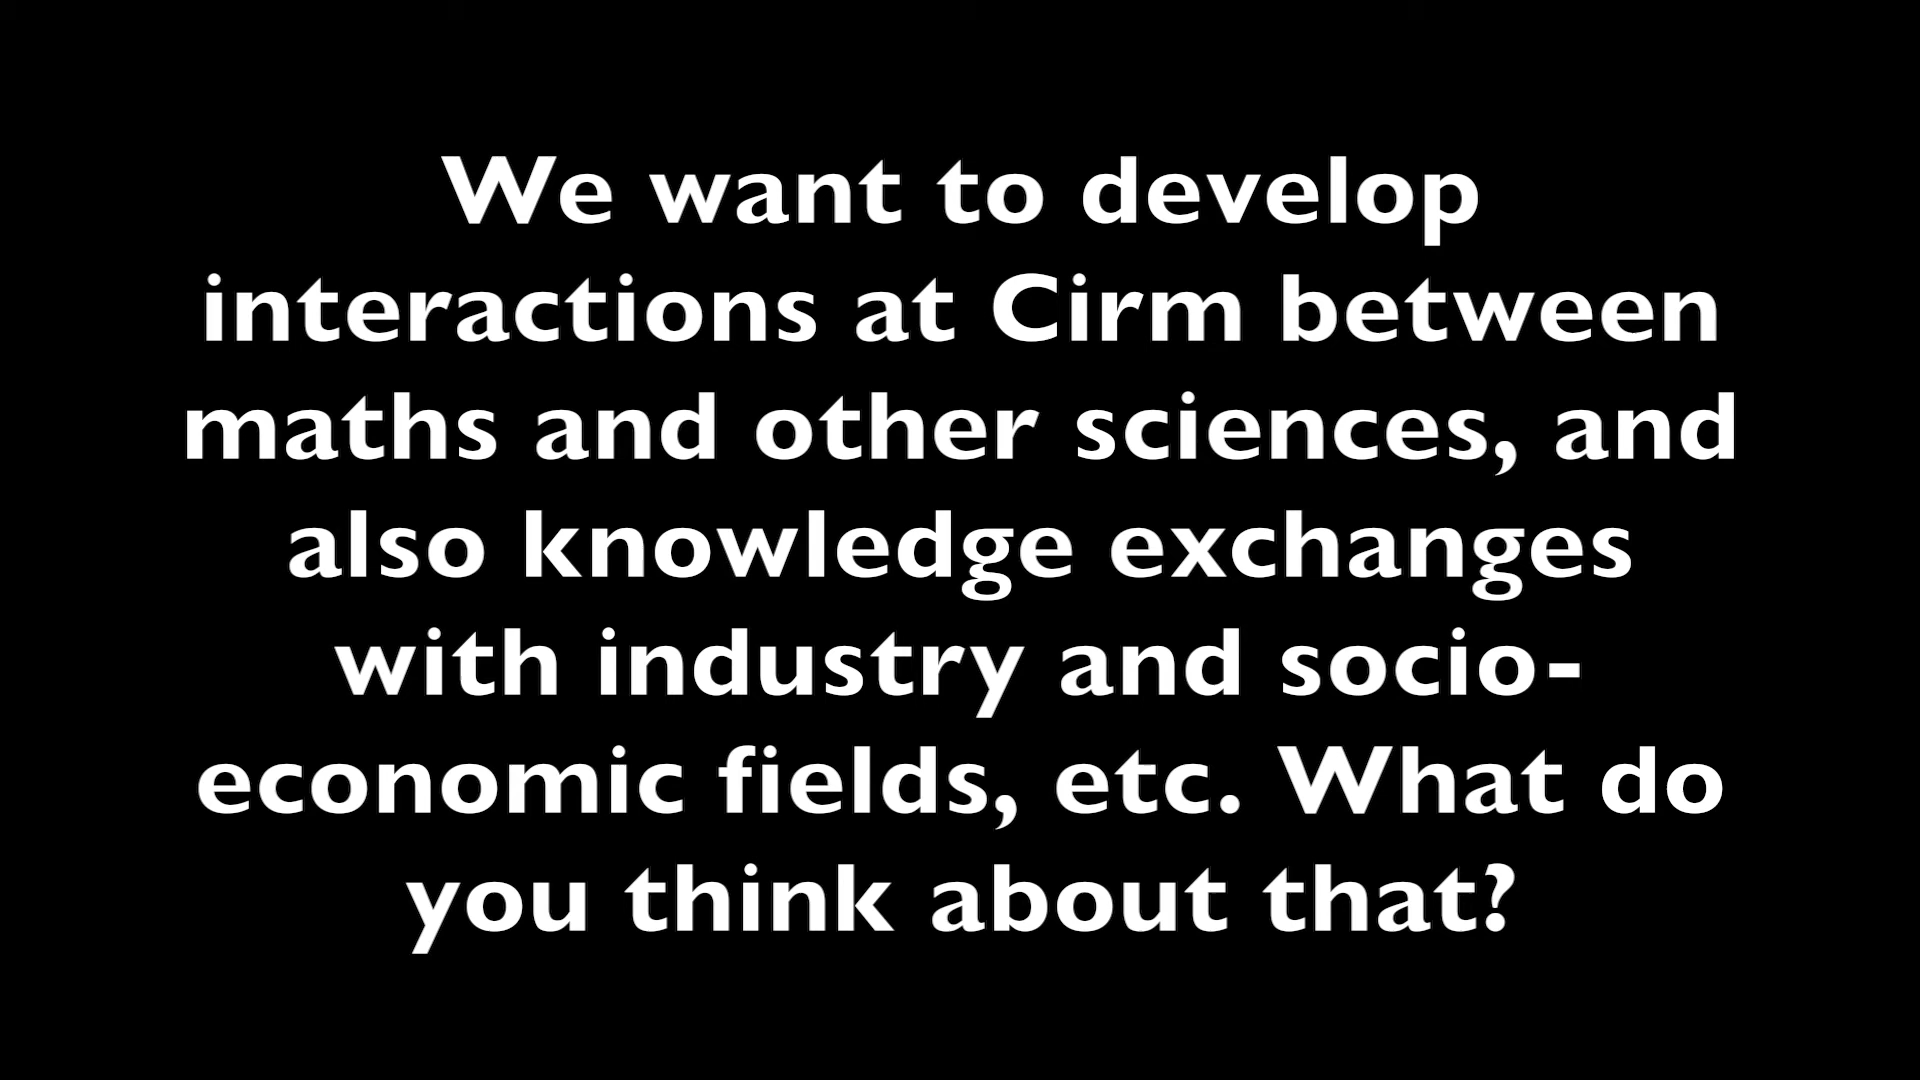 We want to develop
interactions at Cirm between
maths and other sciences, and
also knowledge exchanges
with industry and socio-
economic fields, etc. What do
you think about that?